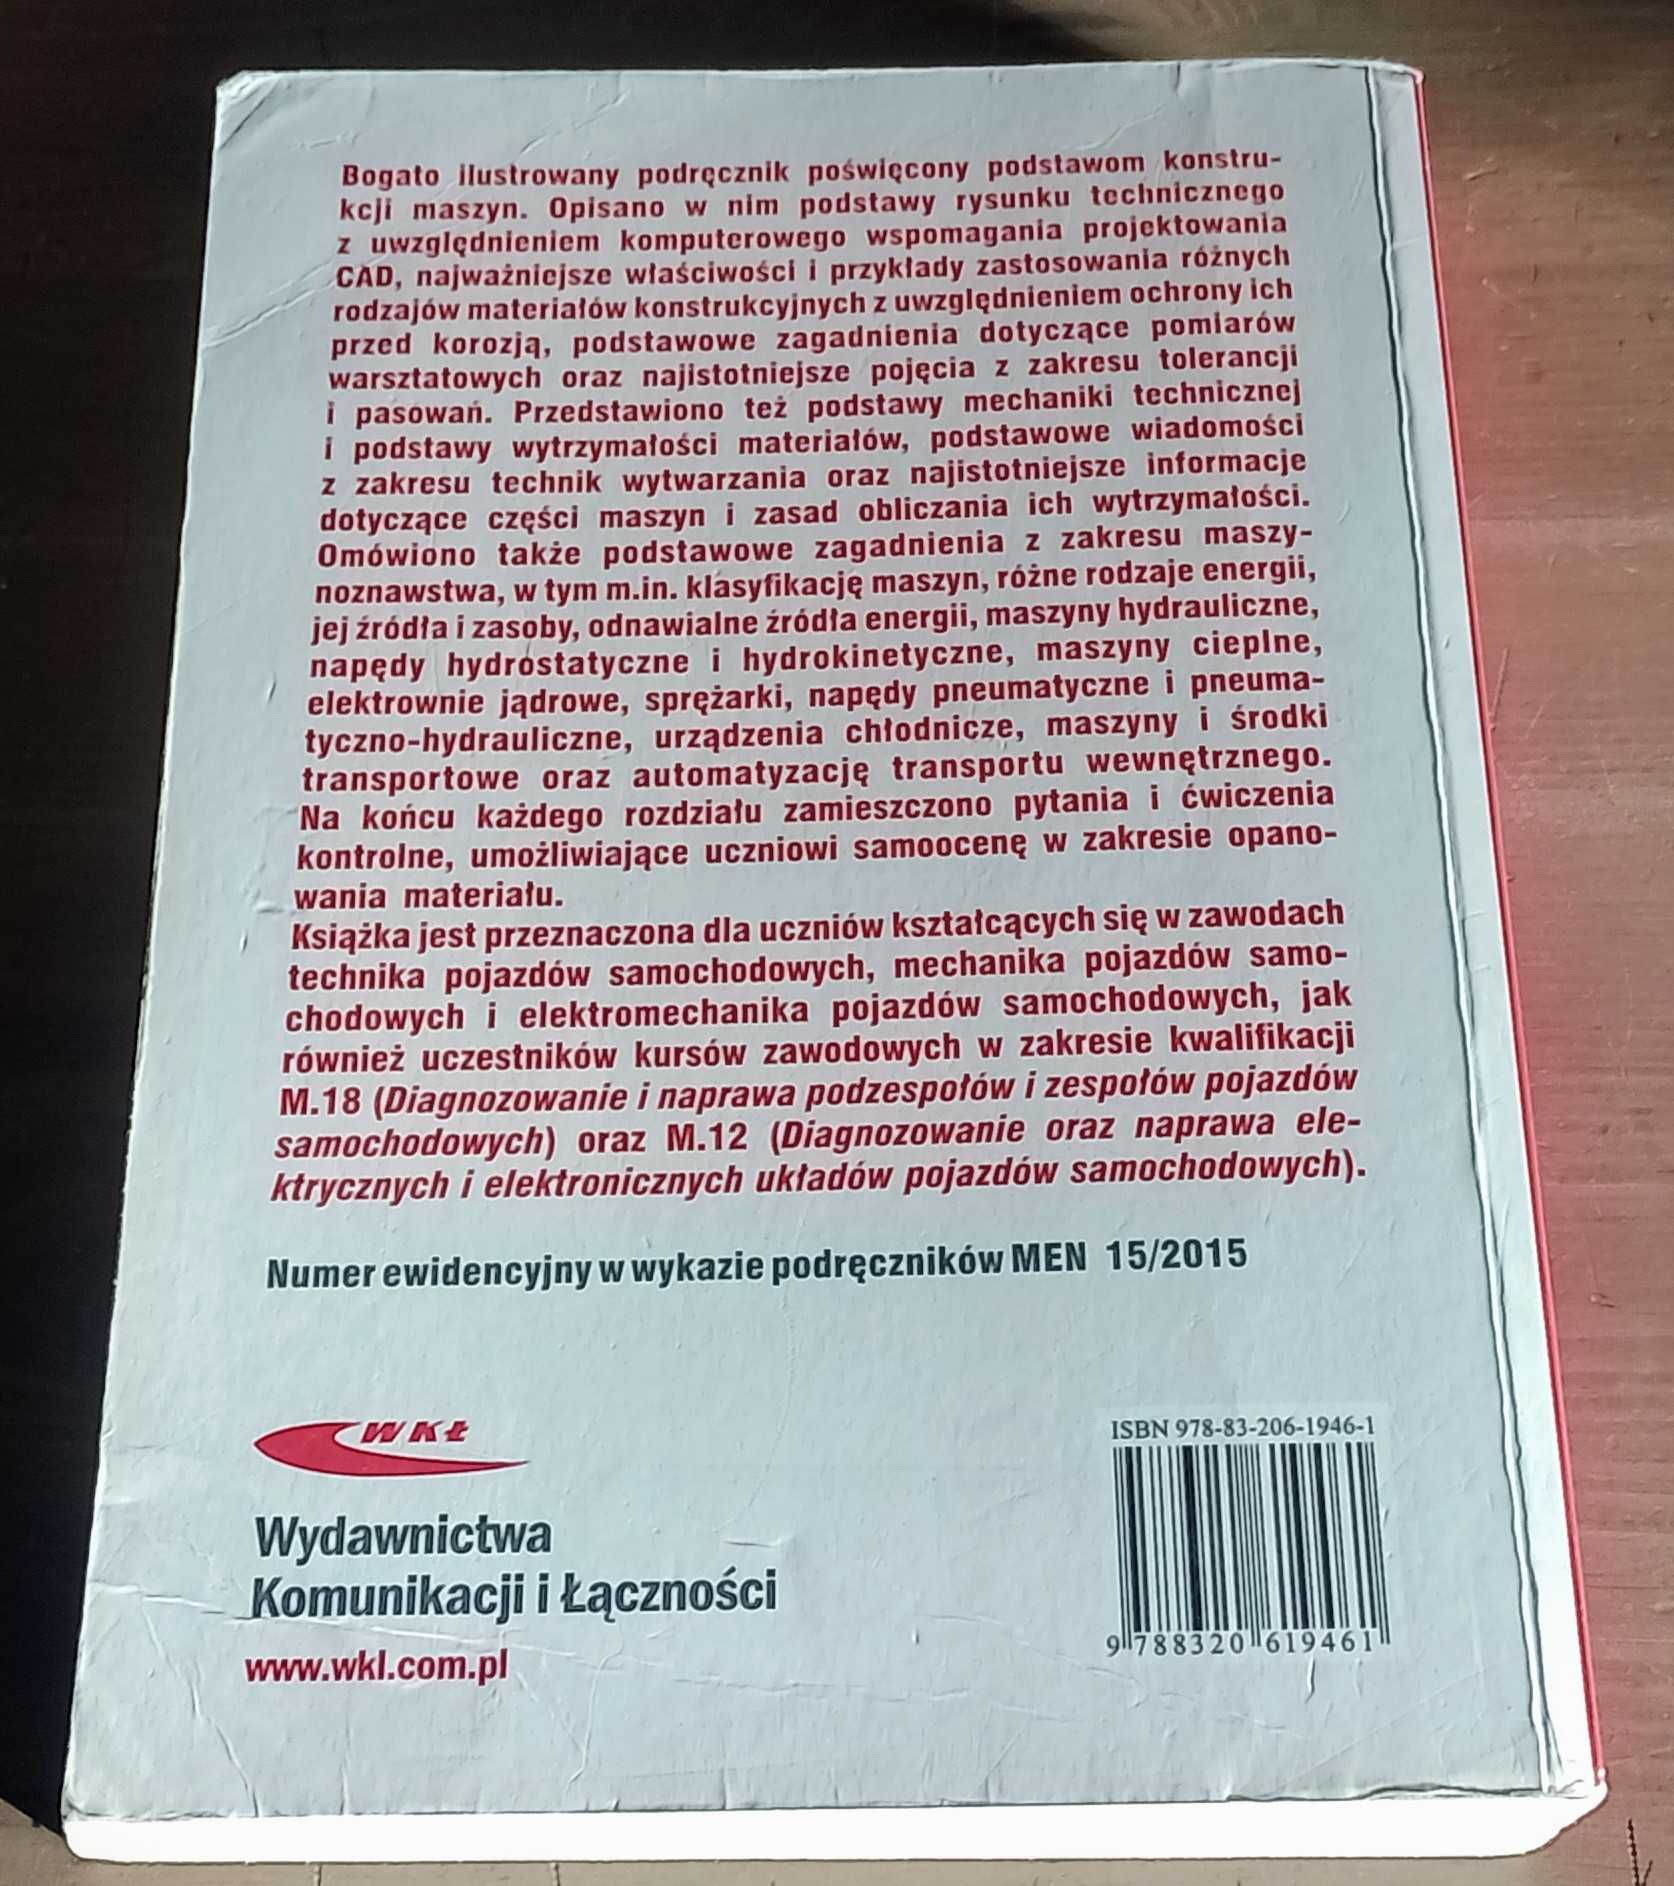 Bogato ilustrowany podręcznik poświęcony podstawom konstru-
kcji maszyn. Opisano w nim podstawy rysunku technicznego
z uwzględnieniem komputerowego wspomagania projektowania
CAD, najważniejsze właściwości i przykłady zastosowania różnych
rodzajów materiałów konstrukcyjnych z uwzględnieniem ochrony ich
przed korozją, podstawowe zagadnienia dotyczące pomiarów
warsztatowych oraz najistotniejsze pojęcia z zakresu tolerancji
i pasowań. Przedstawiono też podstawy mechaniki technicznej
i podstawy wytrzymałości materiałów, podstawowe wiadomości
z zakresu technik wytwarzania oraz najistotniejsze informacje
dotyczące części maszyn i zasad obliczania ich wytrzymałości.
Omówiono także podstawowe zagadnienia z zakresu maszy-
noznawstwa, w tym m.in. klasyfikację maszyn, różne rodzaje energii,
jej źródła i zasoby, odnawialne źródła energii, maszyny hydrauliczne,
napędy hydrostatyczne i hydrokinetyczne, maszyny cieplne,
elektrownie jądrowe, sprężarki, napędy pneumatyczne i pneuma-
tyczno-hydrauliczne, urządzenia chłodnicze, maszyny i środki
transportowe oraz automatyzację transportu wewnętrznego.
Na końcu każdego rozdziału zamieszczono pytania i ćwiczenia
kontrolne, umożliwiające uczniowi samoocenę w zakresie opano-
wania materiału.
Książka jest przeznaczona dla uczniów kształcących się w zawodach
technika pojazdów samochodowych, mechanika pojazdów samo-
chodowych i elektromechanika pojazdów samochodowych, jak
również uczestników kursów zawodowych w zakresie kwalifikacji
M.18 (Diagnozowanie i naprawa podzespołów i zespołów pojazdów
samochodowych) oraz M.12 (Diagnozowanie oraz naprawa ele-
ktrycznych i elektronicznych układów pojazdów samochodowych).
Numer ewidencyjny w wykazie podręczników MEN 15/2015
WKŁ
Wydawnictwa
Komunikacji i Łączności
www.wkl.com.pl
ISBN 978-83-206-1946-1
9 788320 619461